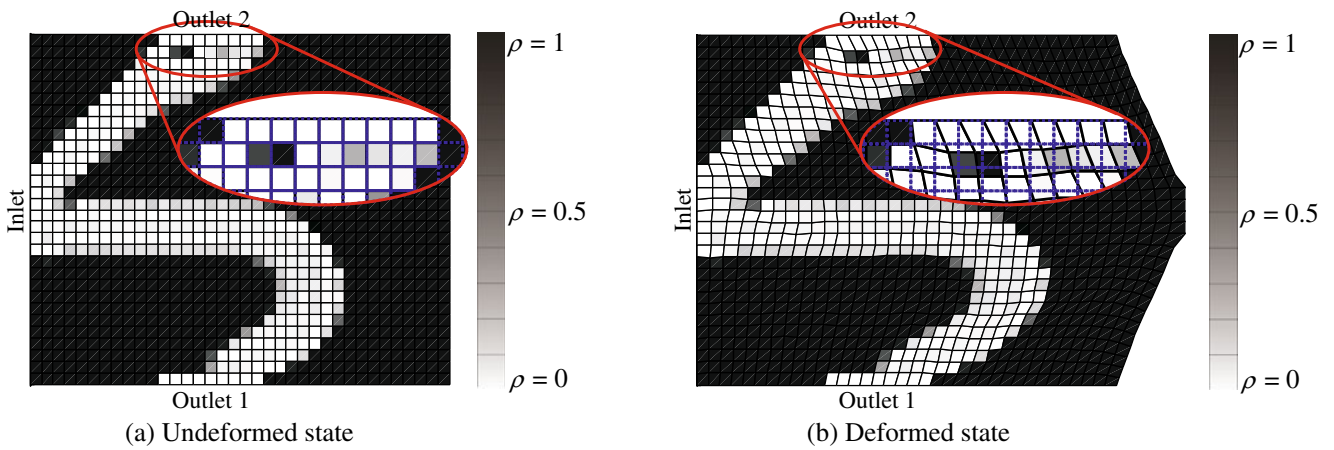 Outlet 2
ρ = 1
Inlet
ρ = 0.5
ρ = 0
Outlet 1
(a) Undeformed state
Outlet 2
ρ = 1
Inlet
ρ = 0.5
ρ = 0
Outlet 1
(b) Deformed state